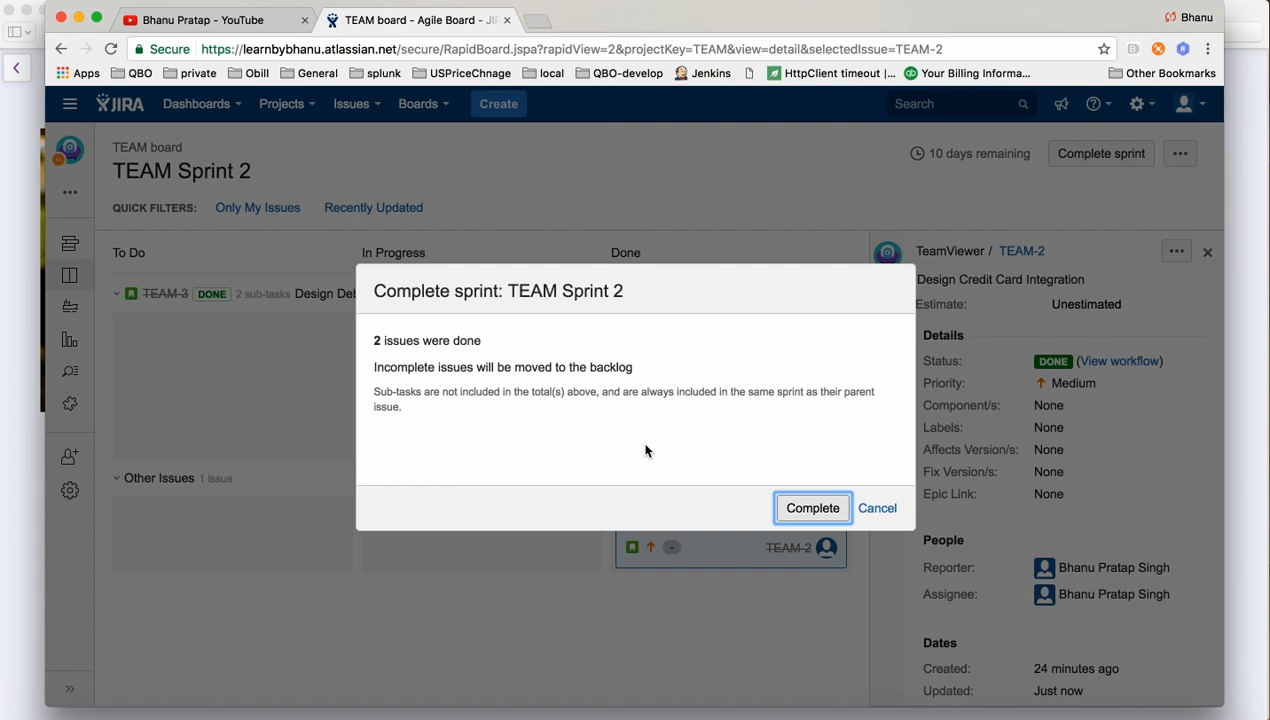 Bhanu Pratap - YouTube
TEAM board - Agile Board - JIR
Bhanu
Secure https://learnbybhanu.atlassian.net/secure/RapidBoard.jspa?rapidView=2&projectKey=TEAM&view=detail&selectedIssue=TEAM-2
Apps QBO private Obill General splunk USPriceChnage local QBO-develop Jenkins HttpClient timeout |... Your Billing Informa... Other Bookmarks
JIRA Dashboards Projects Issues Boards Create Search
TEAM board
TEAM Sprint 2
10 days remaining Complete sprint
QUICK FILTERS: Only My Issues Recently Updated
To Do In Progress Done
TeamViewer / TEAM-2
TEAM-3 DONE 2 sub-tasks Design Deb
Design Credit Card Integration
Estimate: Unestimated
Complete sprint: TEAM Sprint 2
2 issues were done
Incomplete issues will be moved to the backlog
Sub-tasks are not included in the total(s) above, and are always included in the same sprint as their parent
issue.
Complete Cancel
Details
Status: DONE (View workflow)
Priority: Medium
Component/s: None
Labels: None
Affects Version/s: None
Fix Version/s: None
Epic Link: None
Other Issues 1 issue
TEAM-2
People
Reporter: Bhanu Pratap Singh
Assignee: Bhanu Pratap Singh
Dates
Created: 24 minutes ago
Updated: Just now